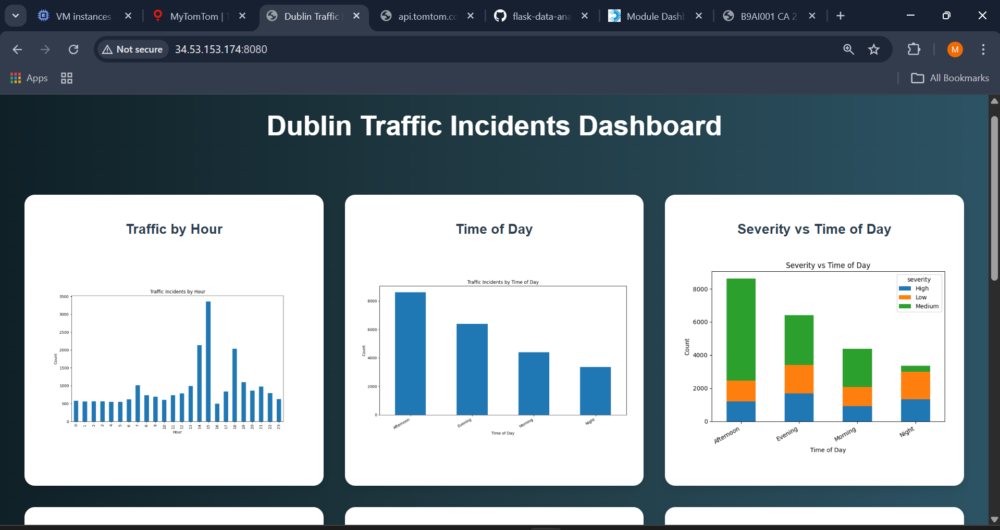 VM instances
MyTomTom | T
Dublin Traffic
api.tomtom.co
flask-data-ana
Module Dashb
B9AI001 CA 2
Not secure
34.53.153.174:8080
M
Apps
All Bookmarks
Dublin Traffic Incidents Dashboard
Traffic by Hour
Traffic Incidents by Hour
3500
3000
2500
2000
1500
1000
500
0
Count
0 1 2 3 4 5 6 7 8 9 10 11 12 13 14 15 16 17 18 19 20 21 22 23
Hour
Time of Day
Traffic Incidents by Time of Day
8000
6000
4000
2000
0
Count
Afternoon Evening Morning Night
Time of Day
Severity vs Time of Day
Severity vs Time of Day
severity
High
Low
Medium
8000
6000
4000
2000
0
Count
Afternoon Evening Morning Night
Time of Day